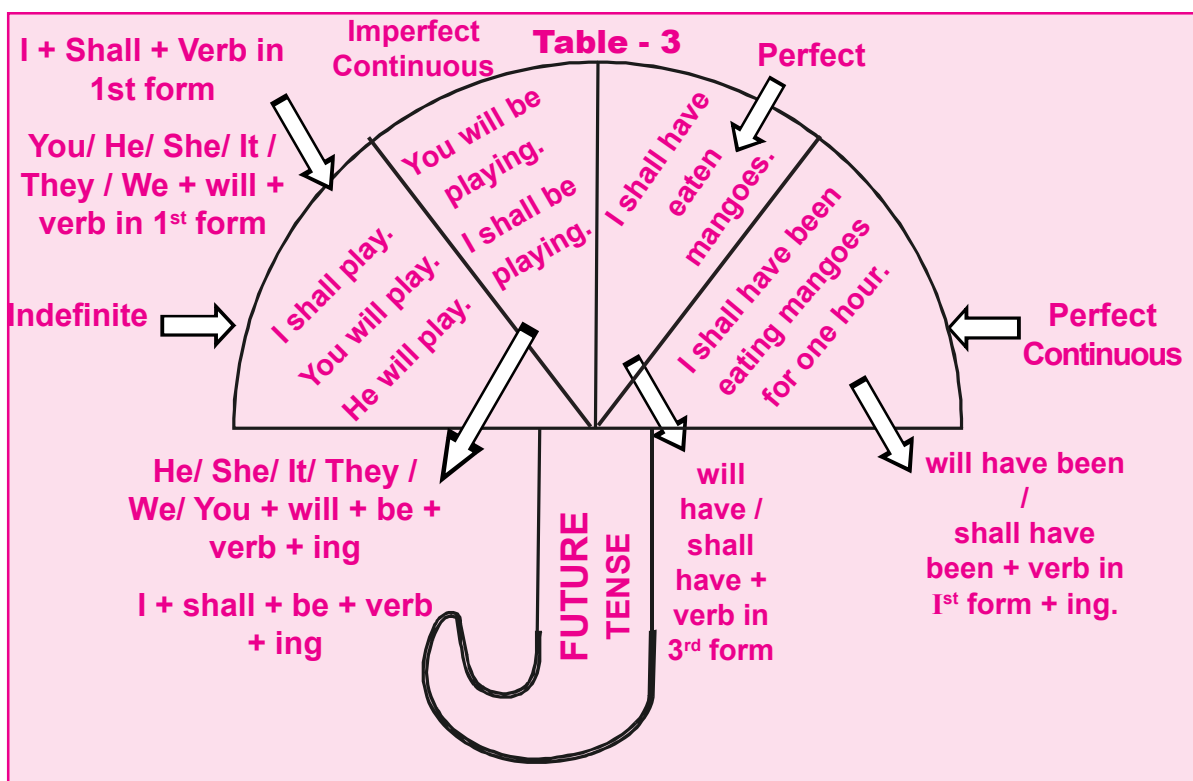 Table - 3
I + Shall + Verb in
1st form
You/ He/ She/ It /
They / We + will +
verb in 1st form
Indefinite
I shall play.
You will play.
He will play.
Imperfect
Continuous
You will be
playing.
I shall be
playing.
Perfect
I shall have
eaten
mangoes.
I shall have been
eating mangoes
for one hour.
Perfect
Continuous
He/ She/ It/ They /
We/ You + will + be +
verb + ing
I + shall + be + verb
+ ing
FUTURE
TENSE
will
have /
shall
have +
verb in
3rd form
will have been
/
shall have
been + verb in
Ist form + ing.